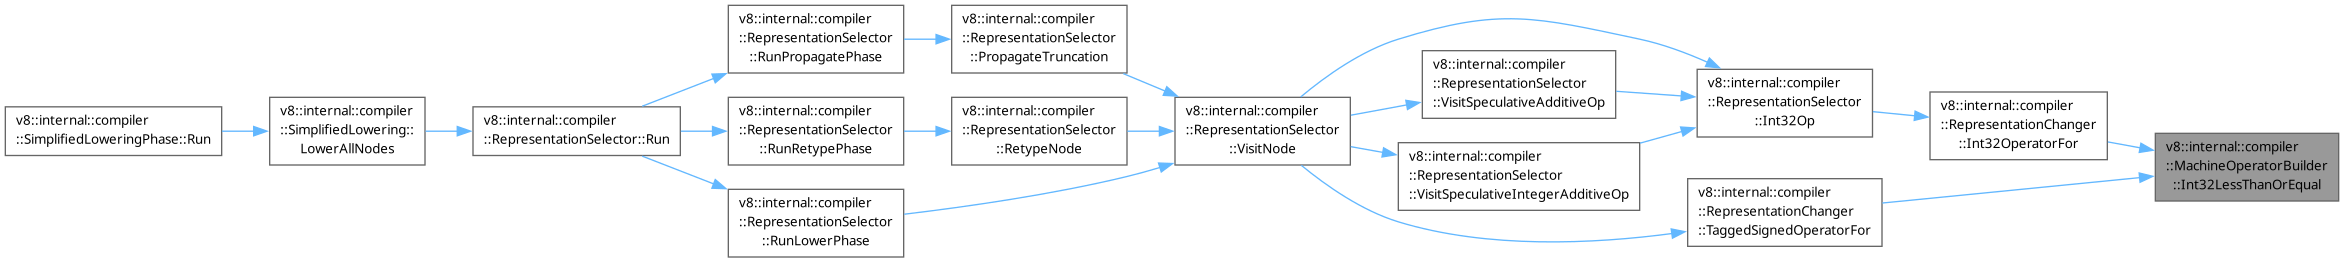 v8::internal::compiler
::SimplifiedLoweringPhase::Run
v8::internal::compiler
::SimplifiedLowering::
LowerAllNodes
v8::internal::compiler
::RepresentationSelector::Run
v8::internal::compiler
::RepresentationSelector
::RunPropagatePhase
v8::internal::compiler
::RepresentationSelector
::RunRetypePhase
v8::internal::compiler
::RepresentationSelector
::RunLowerPhase
v8::internal::compiler
::RepresentationSelector
::PropagateTruncation
v8::internal::compiler
::RepresentationSelector
::RetypeNode
v8::internal::compiler
::RepresentationSelector
::VisitNode
v8::internal::compiler
::RepresentationSelector
::VisitSpeculativeAdditiveOp
v8::internal::compiler
::RepresentationSelector
::VisitSpeculativeIntegerAdditiveOp
v8::internal::compiler
::RepresentationSelector
::Int32Op
v8::internal::compiler
::RepresentationChanger
::TaggedSignedOperatorFor
v8::internal::compiler
::RepresentationChanger
::Int32OperatorFor
v8::internal::compiler
::MachineOperatorBuilder
::Int32LessThanOrEqual